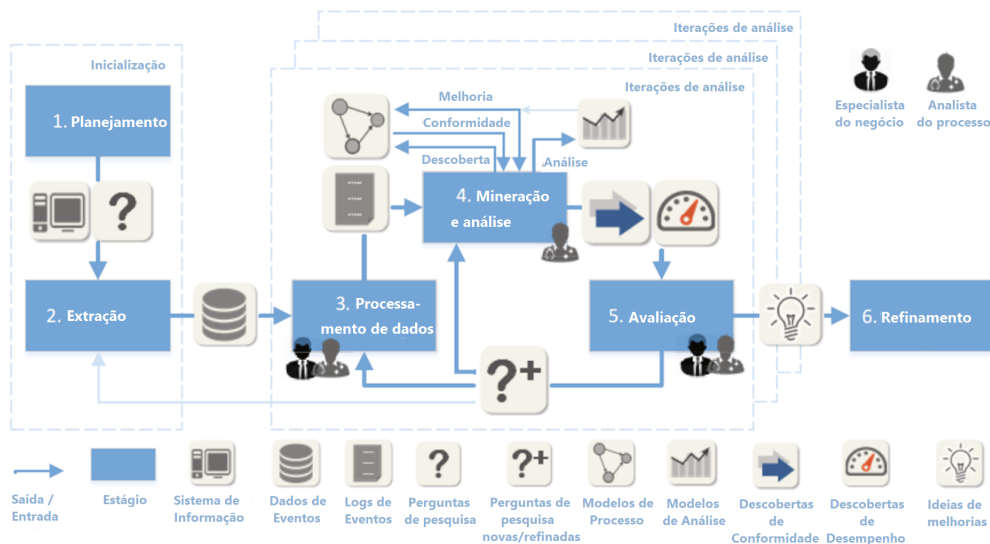 Iterações de análise
Iterações de análise
Iterações de análise
Inicialização
1. Planejamento
Melhoria
Conformidade
Descoberta
Análise
Especialista
do negócio
Analista
do processo
4. Mineração
e análise
2. Extração
3. Processa-
mento de dados
5. Avaliação
6. Refinamento
Saída /
Entrada
Estágio
Sistema de
Informação
Dados de
Eventos
Logs de
Eventos
Perguntas
de pesquisa
Perguntas de
pesquisa
novas/refinadas
Modelos de
Processo
Modelos
de Análise
Descobertas
de
Conformidade
Descobertas
de
Desempenho
Ideias de
melhorias